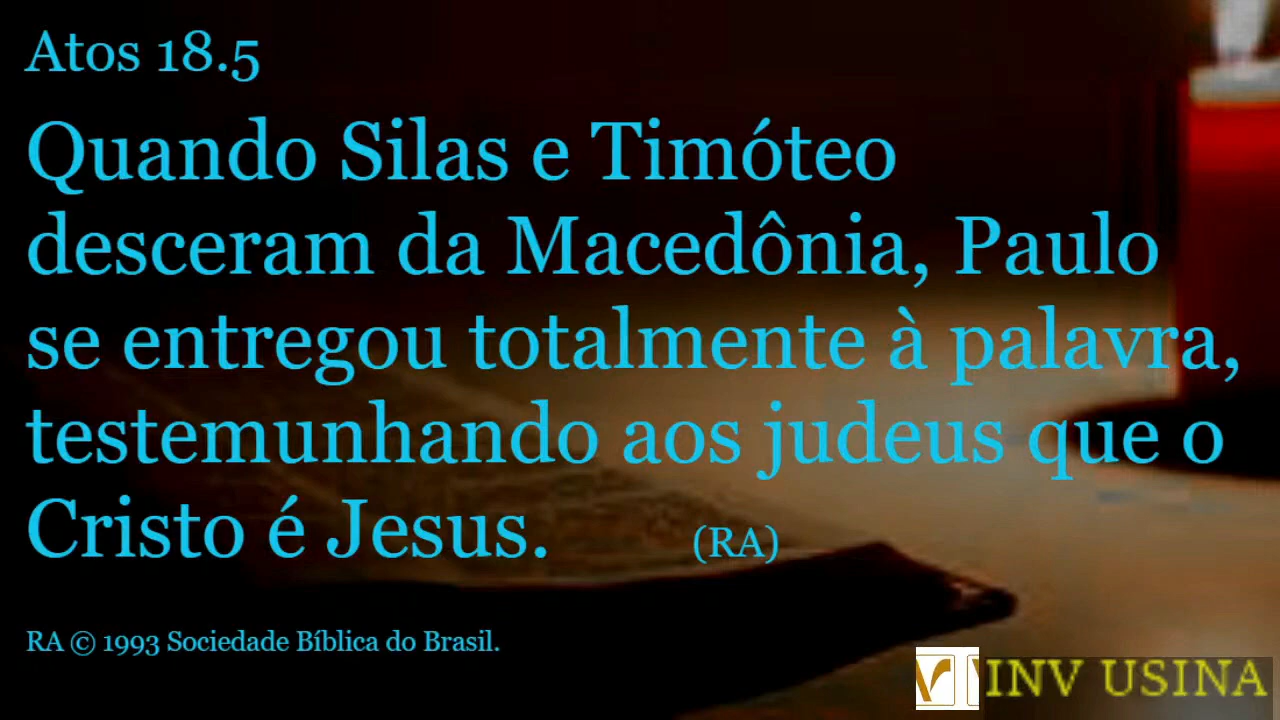 Atos 18.5
Quando Silas e Timóteo
desceram da Macedônia, Paulo
se entregou totalmente à palavra,
testemunhando aos judeus que o
Cristo é Jesus. (RA)
RA © 1993 Sociedade Bíblica do Brasil.
INV USINA